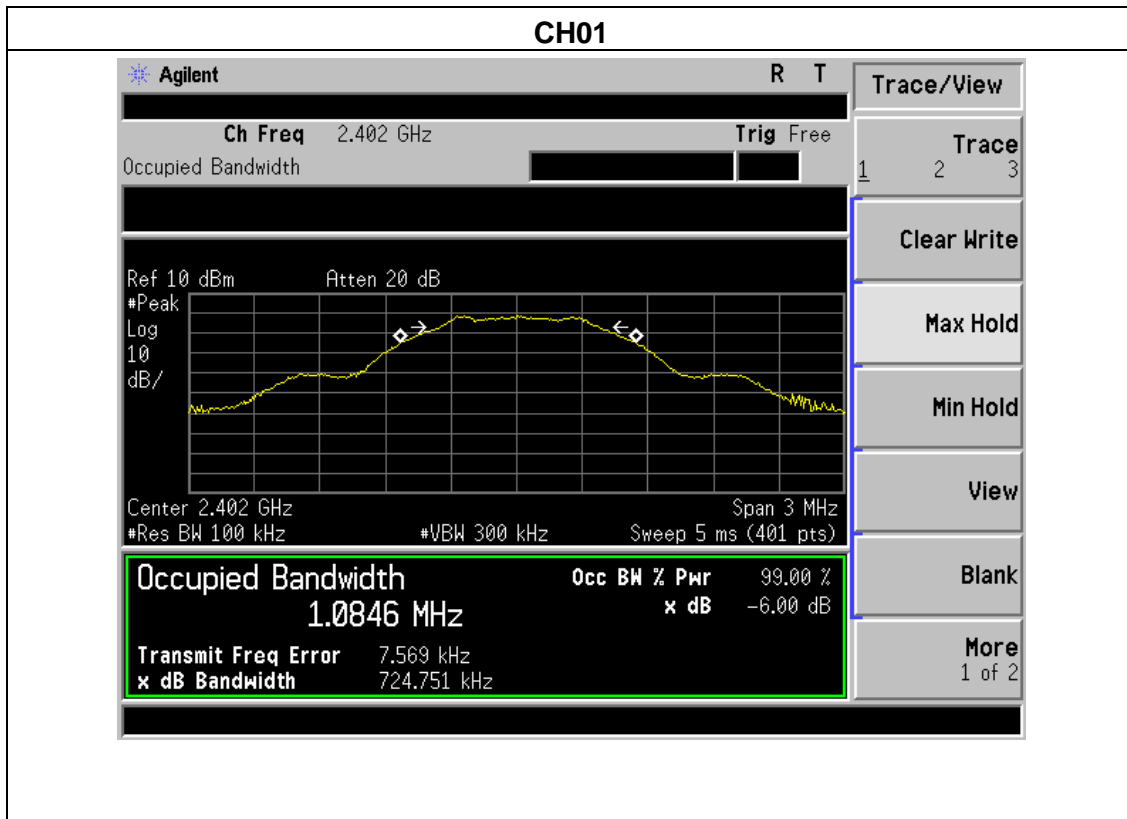 CH01
Agilent R T
Ch Freq 2.402 GHz Trig Free
Occupied Bandwidth
Ref 10 dBm Atten 20 dB
#Peak
Log
10
dB/
Center 2.402 GHz Span 3 MHz
#Res BW 100 kHz #VBW 300 kHz Sweep 5 ms (401 pts)
Occupied Bandwidth Occ BW % Pwr 99.00 %
1.0846 MHz x dB -6.00 dB
Transmit Freq Error 7.569 kHz
x dB Bandwidth 724.751 kHz
Trace/View
Trace
1 2 3
Clear Write
Max Hold
Min Hold
View
Blank
More
1 of 2